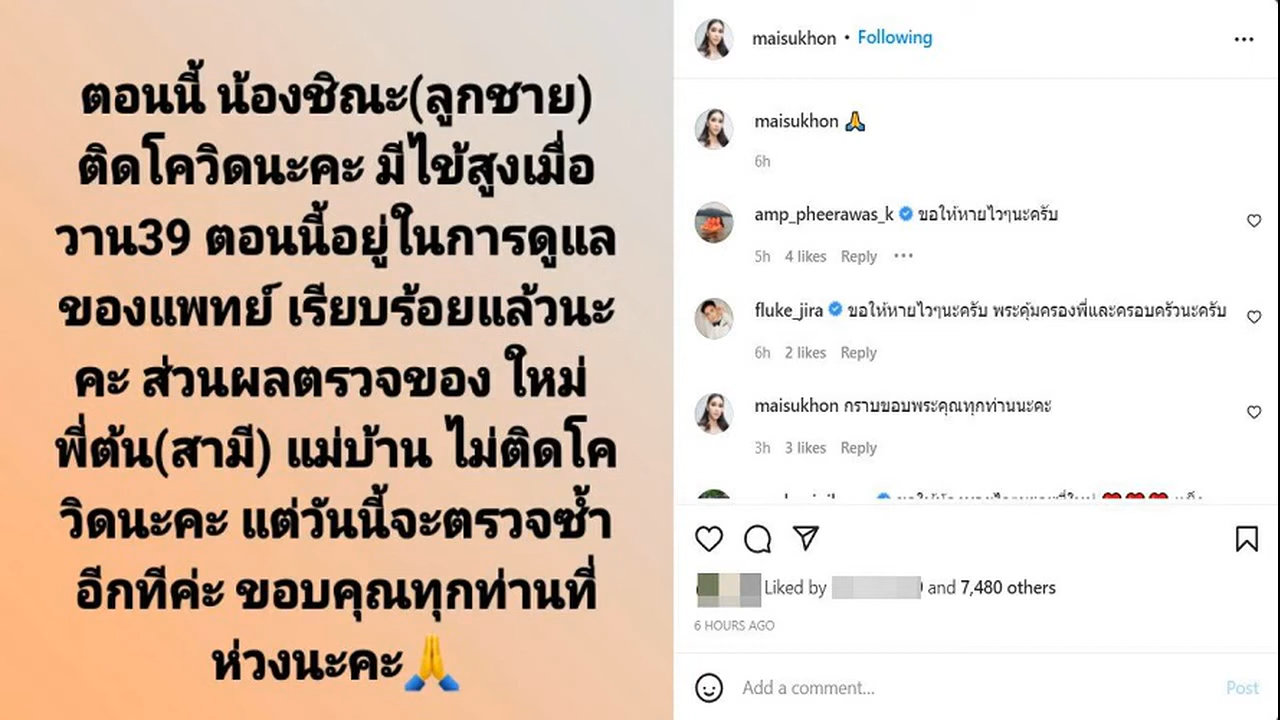 ตอนนี้ น้องชิณะ(ลูกชาย)
ติดโควิดนะคะ มีไข้สูงเมื่อ
วาน39 ตอนนี้อยู่ในการดูแล
ของแพทย์ เรียบร้อยแล้วนะ
คะ ส่วนผลตรวจของ ใหม่
พี่ต้น(สามี) แม่บ้าน ไม่ติดโค
วิดนะคะ แต่วันนี้จะตรวจซ้ำ
อีกทีค่ะ ขอบคุณทุกท่านที่
ห่วงนะคะ🙏
maisukhon • Following
maisukhon 🙏
6h
amp_pheerawas_k ขอให้หายไวๆนะครับ
5h 4 likes Reply
fluke_jira ขอให้หายไวๆนะครับ พระคุ้มครองพี่และครอบครัวนะครับ
6h 2 likes Reply
maisukhon กราบขอบพระคุณทุกท่านนะคะ
3h 3 likes Reply
Liked by and 7,480 others
6 HOURS AGO
Add a comment...
Post